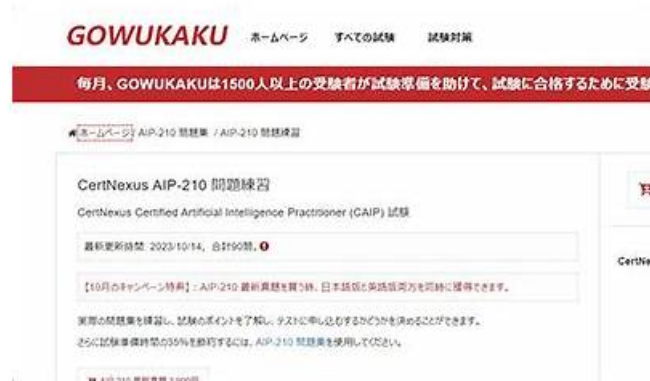 GOWUKAKU ホームページ すべての試験 試験対策
毎月、GOWUKAKUは1500人以上の受験者が試験準備を助けて、試験に合格するために受験
ホームページ / AIP-210 問題集 / AIP-210 問題練習
CertNexus AIP-210 問題練習
CertNexus Certified Artificial Intelligence Practitioner (CAIP) 試験
最新更新時間: 2023/10/14, 合計90問。
CertNe
【10月のキャンペーン特典】: AIP-210 最新真題を買う時、日本語版と英語版両方を同時に獲得できます。
実際の問題集を練習し、試験のポイントを了解し、テストに申し込むするかどうかを決めることができます。
さらに試験準備時間の35%を節約するには、AIP-210 問題集を使用してください。
AIP-210 最新真題